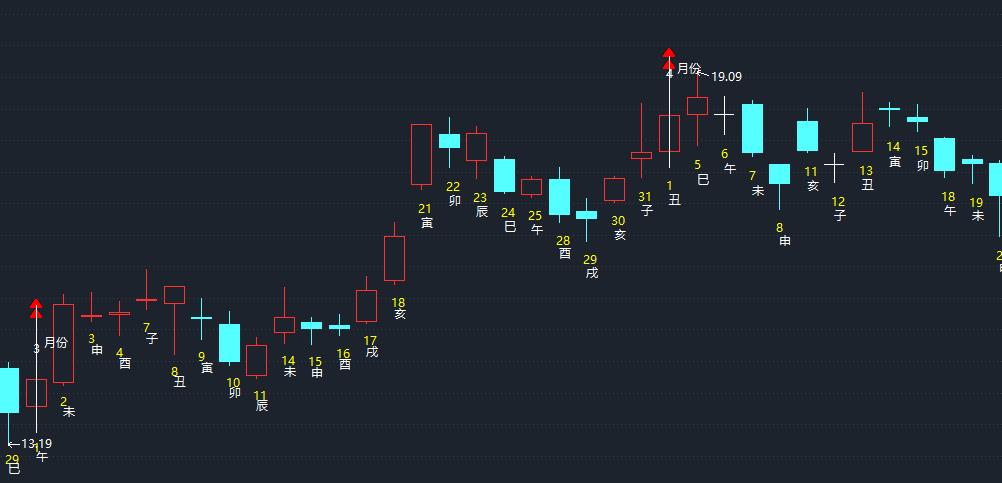 29
巳
13.19
1
午
3 月份
2
未
3
申
4
酉
7
子
8
丑
9
寅
10
卯
11
辰
14
未
15
申
16
酉
17
戌
18
亥
21
寅
22
卯
23
辰
24
巳
25
午
28
酉
29
戌
30
亥
31
子
4 月份
1
丑
19.09
5
巳
6
午
7
未
8
申
11
亥
12
子
13
丑
14
寅
15
卯
18
午
19
未